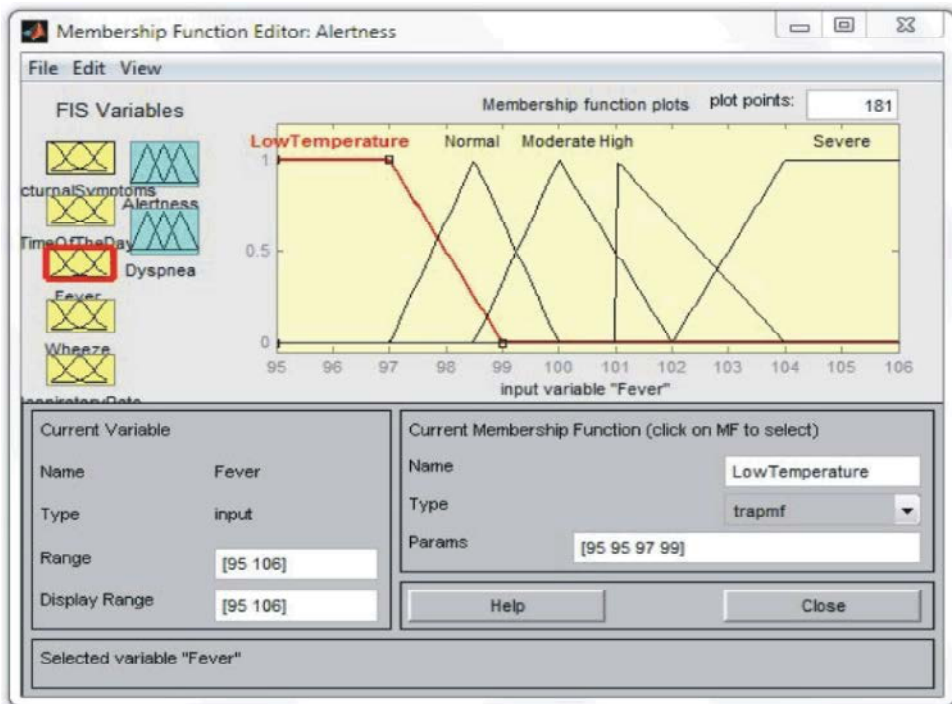 Membership Function Editor: Alertness
File Edit View
FIS Variables
Membership function plots plot points: 181
LowTemperature Normal Moderate High Severe
cturnalSymptoms
Alertness
TimeOfTheDay
Dyspnea
Fever
Wheeze
1
0.5
0
95 96 97 98 99 100 101 102 103 104 105 106
input variable "Fever"
Current Variable
Name Fever
Type input
Range [95 106]
Display Range [95 106]
Current Membership Function (click on MF to select)
Name LowTemperature
Type trapmf
Params [95 95 97 99]
Help Close
Selected variable "Fever"